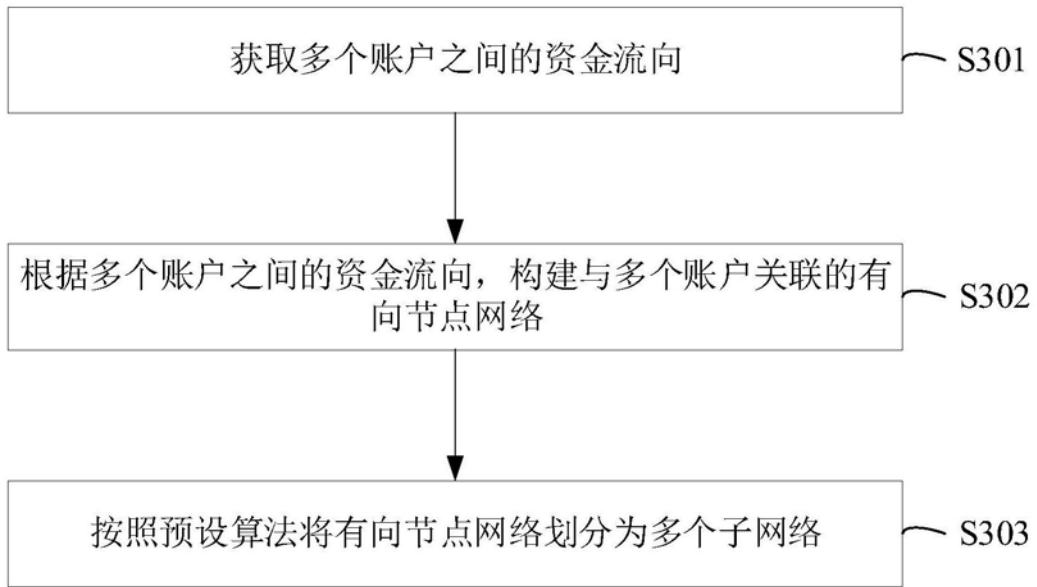 获取多个账户之间的资金流向
S301
根据多个账户之间的资金流向，构建与多个账户关联的有
向节点网络
S302
按照预设算法将有向节点网络划分为多个子网络
S303